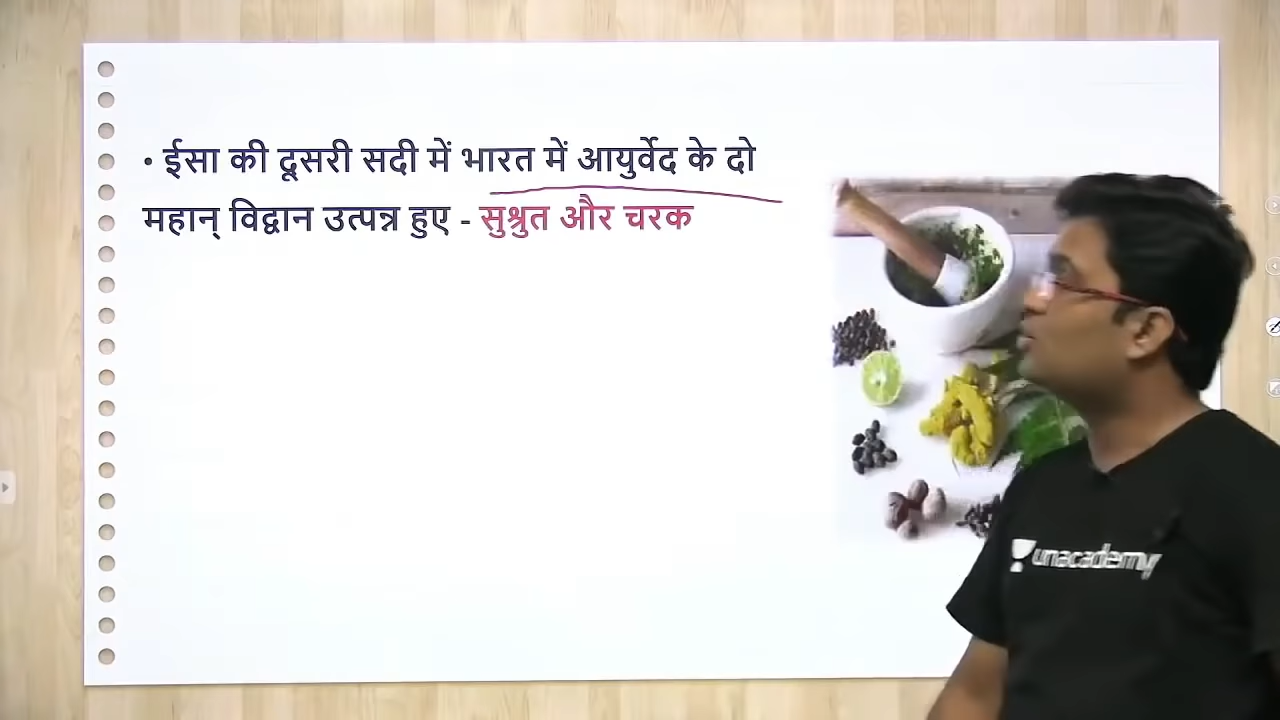 • ईसा की दूसरी सदी में भारत में आयुर्वेद के दो
महान् विद्वान उत्पन्न हुए - सुश्रुत और चरक
unacademy